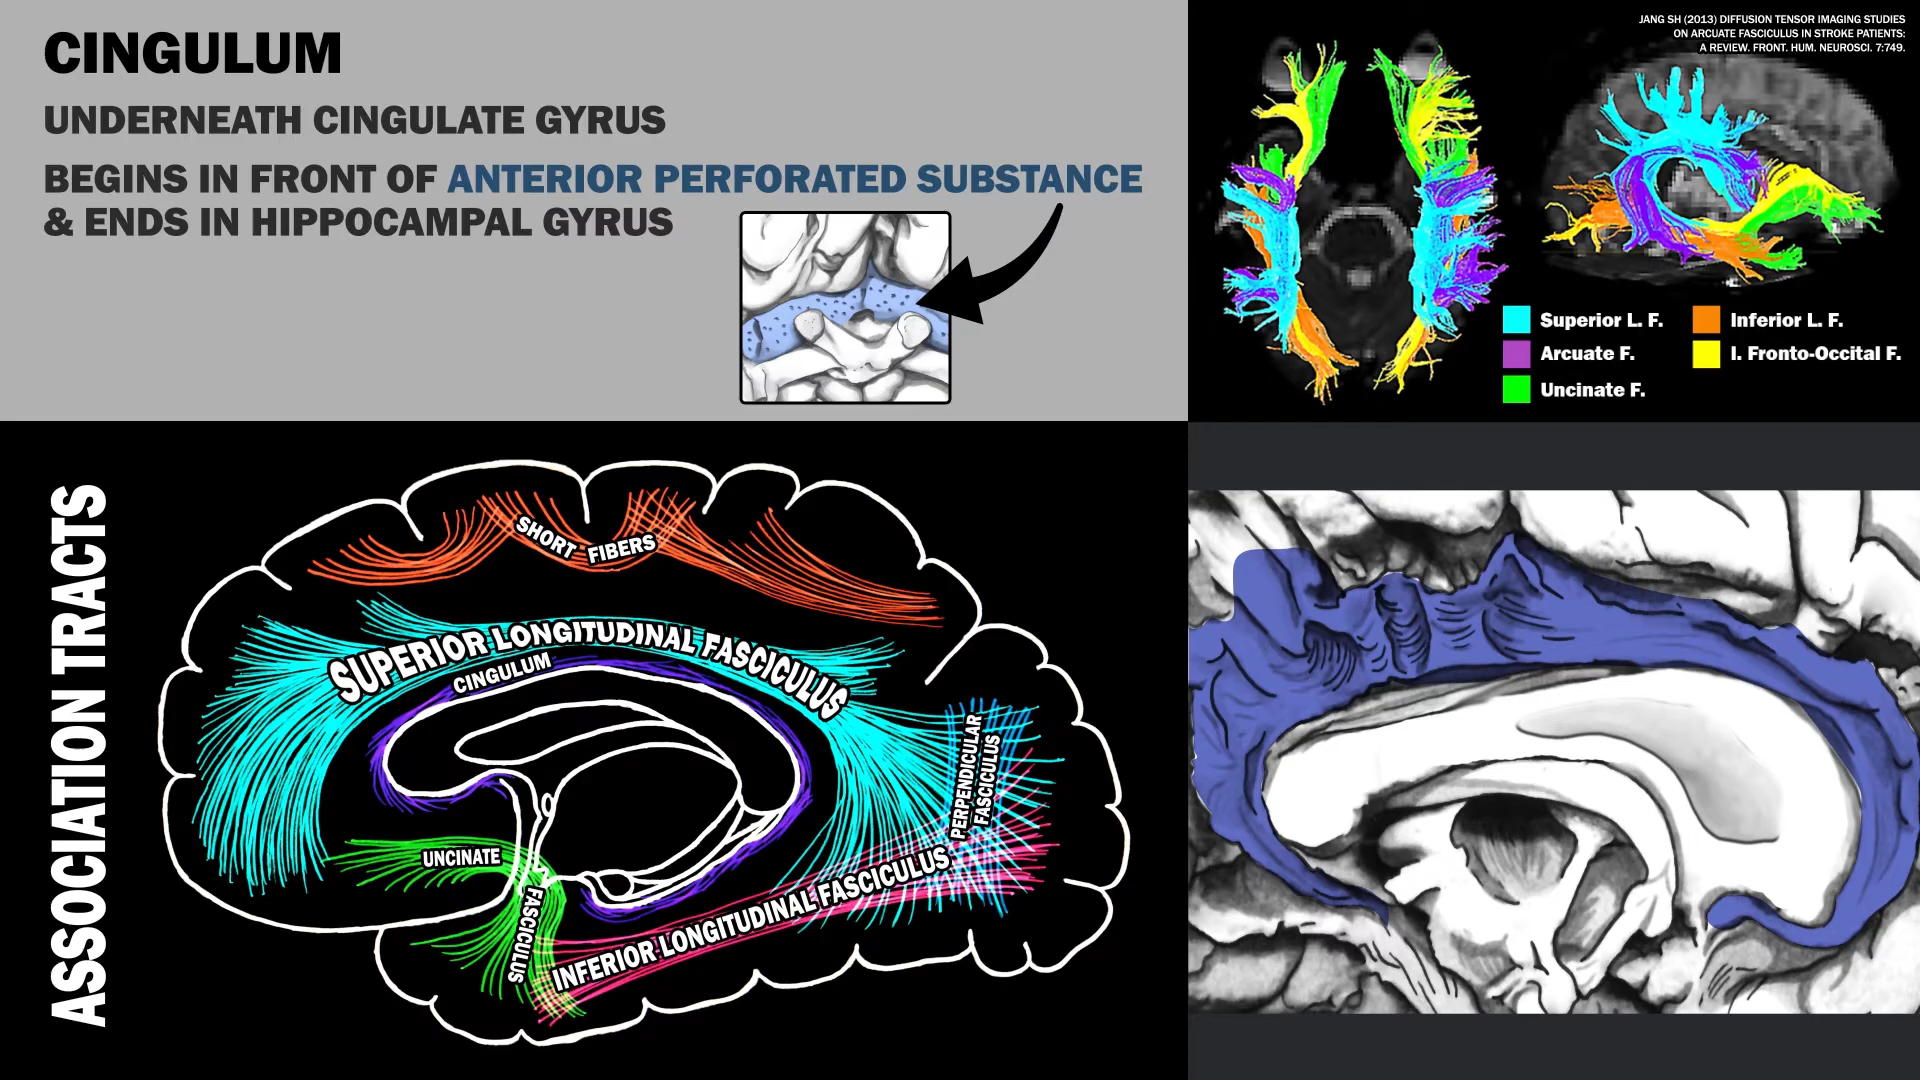 CINGULUM
UNDERNEATH CINGULATE GYRUS
BEGINS IN FRONT OF ANTERIOR PERFORATED SUBSTANCE
& ENDS IN HIPPOCAMPAL GYRUS
JANG SH (2013) DIFFUSION TENSOR IMAGING STUDIES
ON ARCUATE FASCICULUS IN STROKE PATIENTS:
A REVIEW. FRONT. HUM. NEUROSCI. 7:749.
Superior L. F.
Inferior L. F.
Arcuate F.
I. Fronto-Occital F.
Uncinate F.
ASSOCIATION TRACTS
SHORT FIBERS
SUPERIOR LONGITUDINAL FASCICULUS
CINGULUM
PERPENDICULAR
FASCICULUS
UNCINATE
FASCICULUS
INFERIOR LONGITUDINAL FASCICULUS